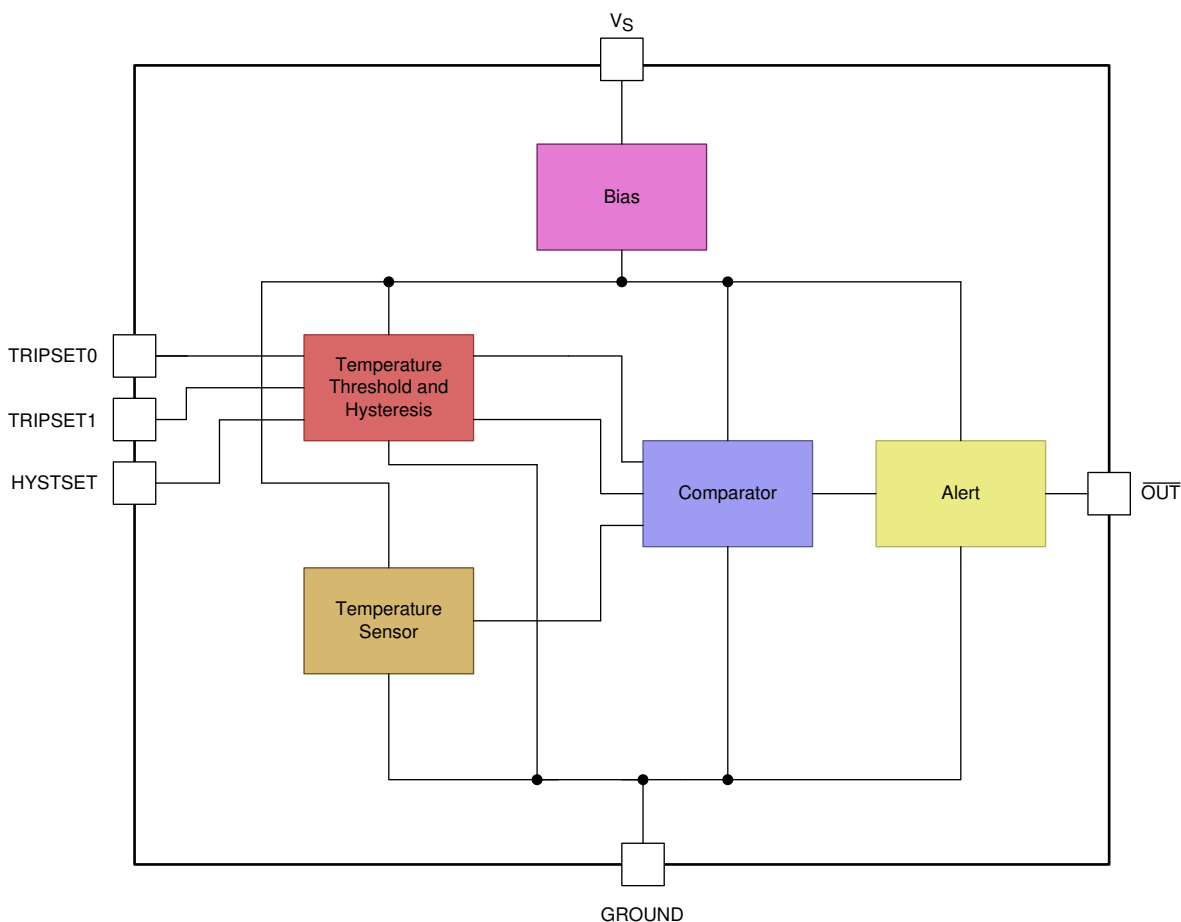 VS
Bias
TRIPSET0
TRIPSET1
HYSTSET
Temperature
Threshold and
Hysteresis
Comparator
Alert
OUT
Temperature
Sensor
GROUND